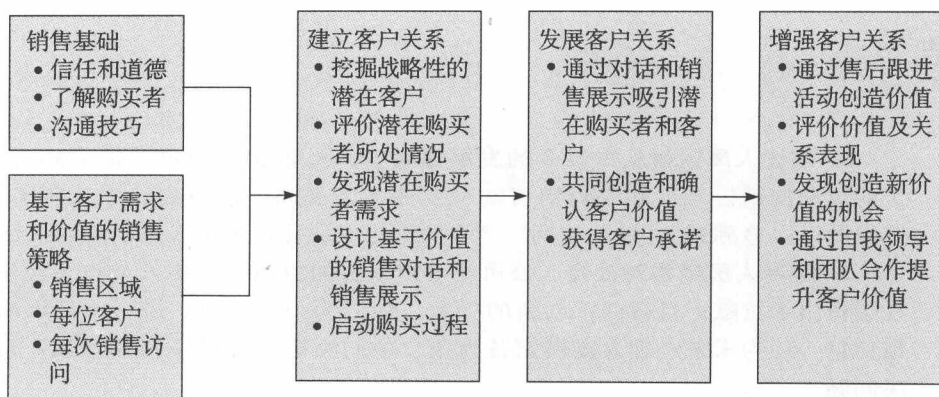 销售基础
• 信任和道德
• 了解购买者
• 沟通技巧
基于客户需求
和价值的销售
策略
• 销售区域
• 每位客户
• 每次销售访
问
建立客户关系
• 挖掘战略性的
潜在客户
• 评价潜在购买
者所处情况
• 发现潜在购买
者需求
• 设计基于价值
的销售对话和
销售展示
• 启动购买过程
发展客户关系
• 通过对话和销
售展示吸引潜
在购买者和客
户
• 共同创造和确
认客户价值
• 获得客户承诺
增强客户关系
• 通过售后跟进
活动创造价值
• 评价价值及关
系表现
• 发现创造新价
值的机会
• 通过自我领导
和团队合作提
升客户价值